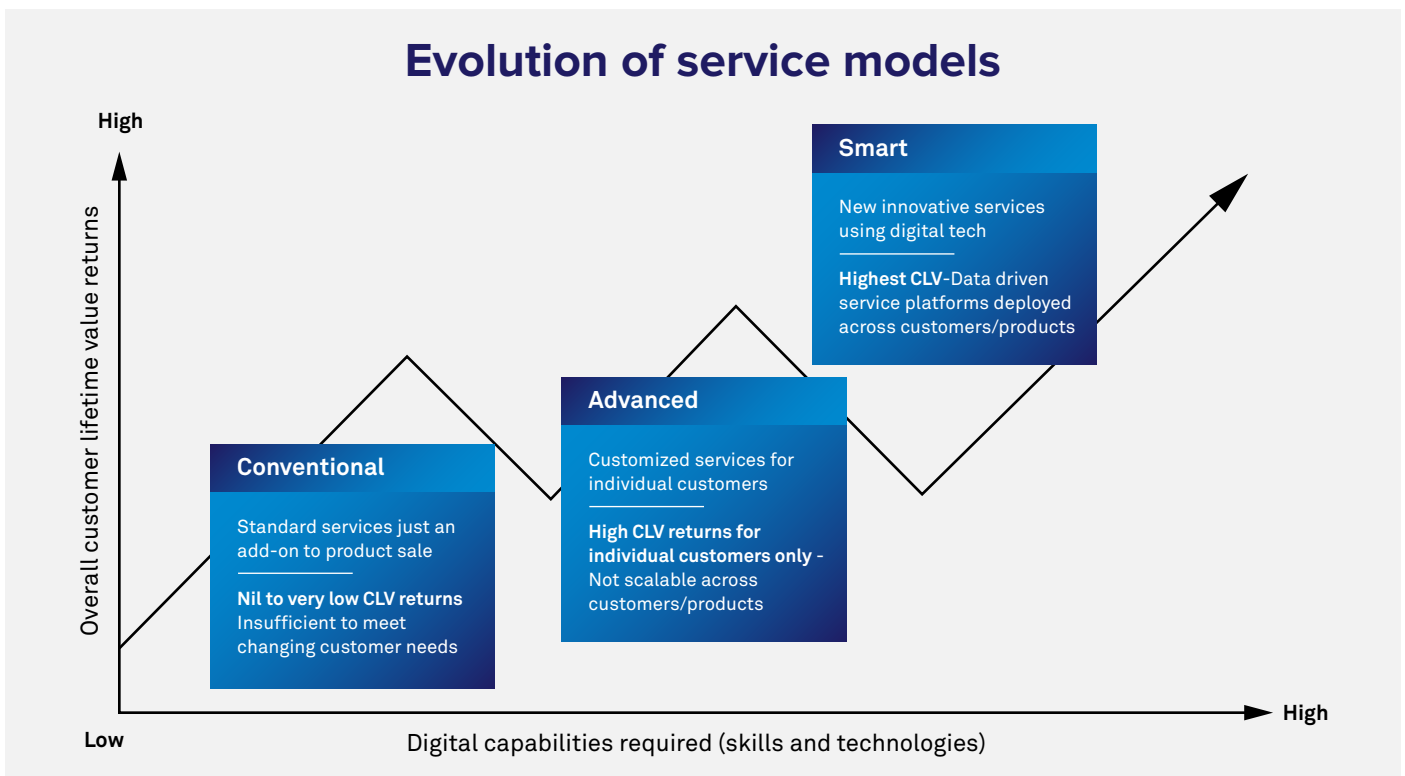 Evolution of service models
High
Overall customer lifetime value returns
Smart
New innovative services
using digital tech
Highest CLV-Data driven
service platforms deployed
across customers/products
Advanced
Customized services for
individual customers
High CLV returns for
individual customers only -
Not scalable across
customers/products
Conventional
Standard services just an
add-on to product sale
Nil to very low CLV returns
Insufficient to meet
changing customer needs
High
Low
Digital capabilities required (skills and technologies)